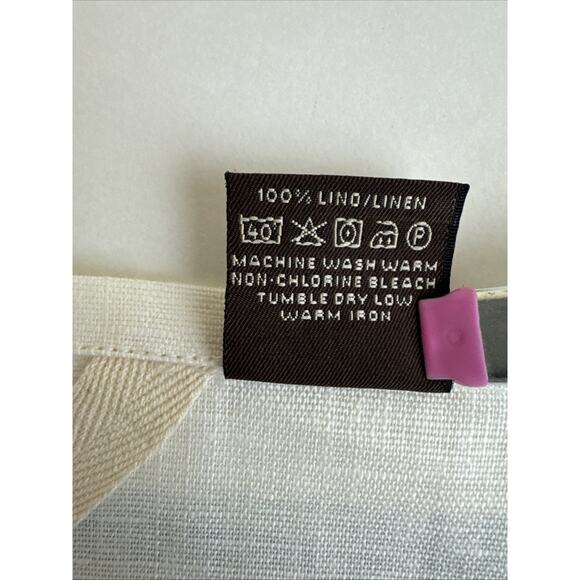 100% LINO/LINEN
40° P
MACHINE WASH WARM
NON-CHLORINE BLEACH
TUMBLE DRY LOW
WARM IRON